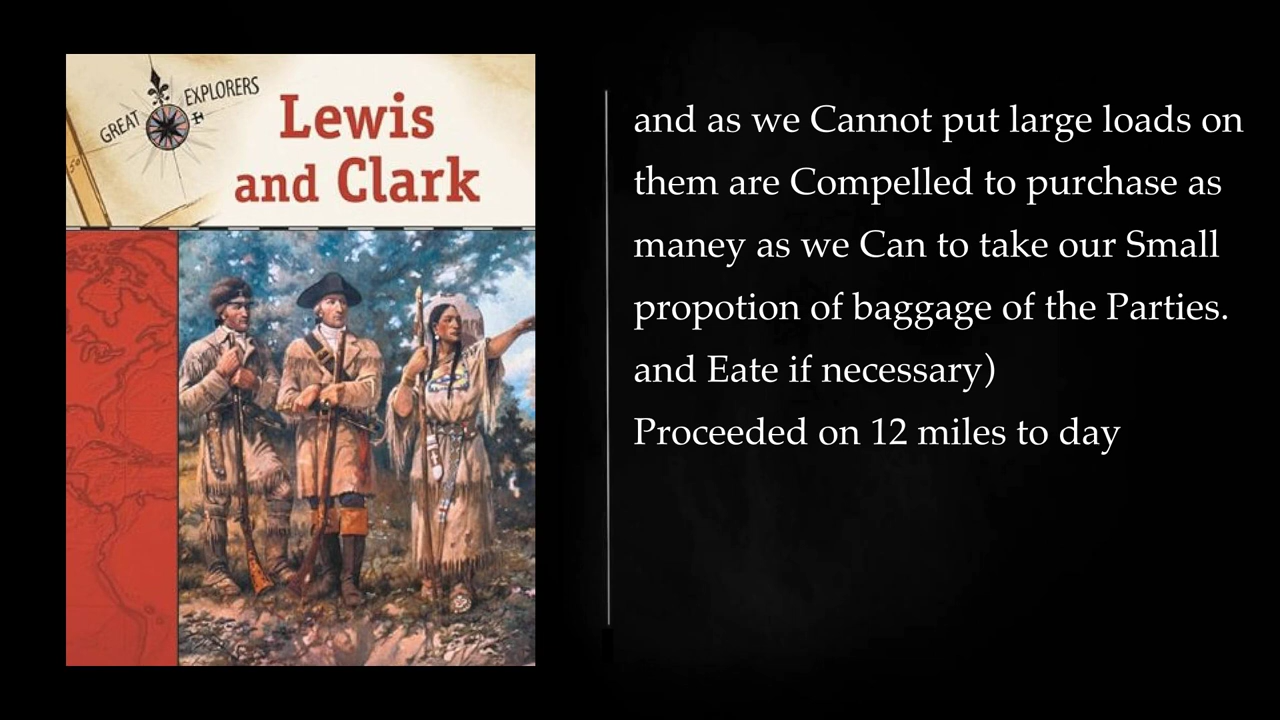 GREAT EXPLORERS
Lewis
and Clark
50
and as we Cannot put large loads on
them are Compelled to purchase as
maney as we Can to take our Small
propotion of baggage of the Parties.
and Eate if necessary)
Proceeded on 12 miles to day